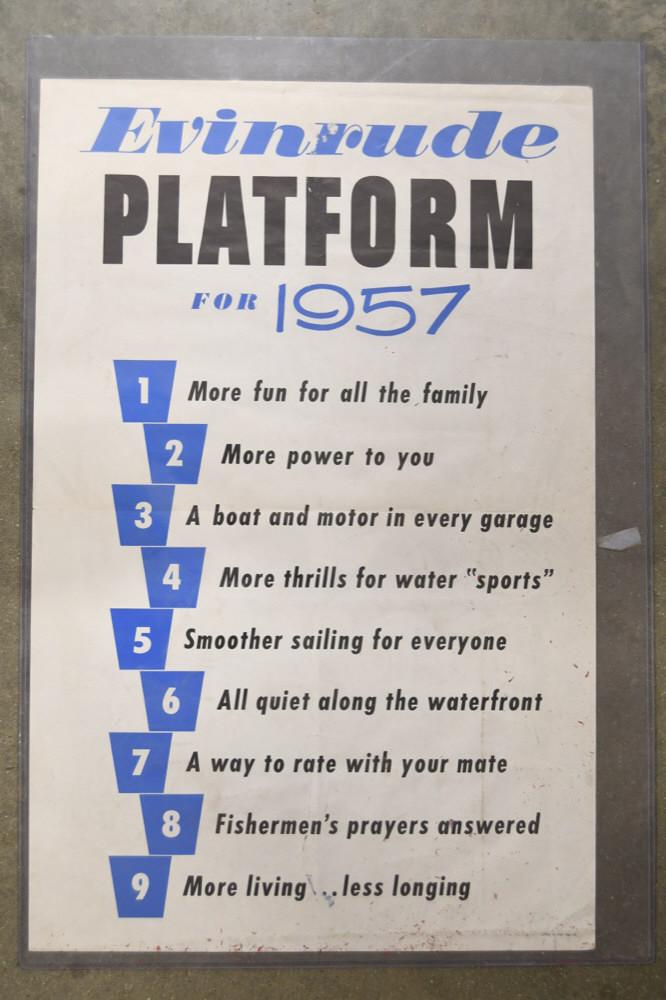 Evinrude
PLATFORM
FOR 1957
1 More fun for all the family
2 More power to you
3 A boat and motor in every garage
4 More thrills for water "sports"
5 Smoother sailing for everyone
6 All quiet along the waterfront
7 A way to rate with your mate
8 Fishermen's prayers answered
9 More living ... less longing